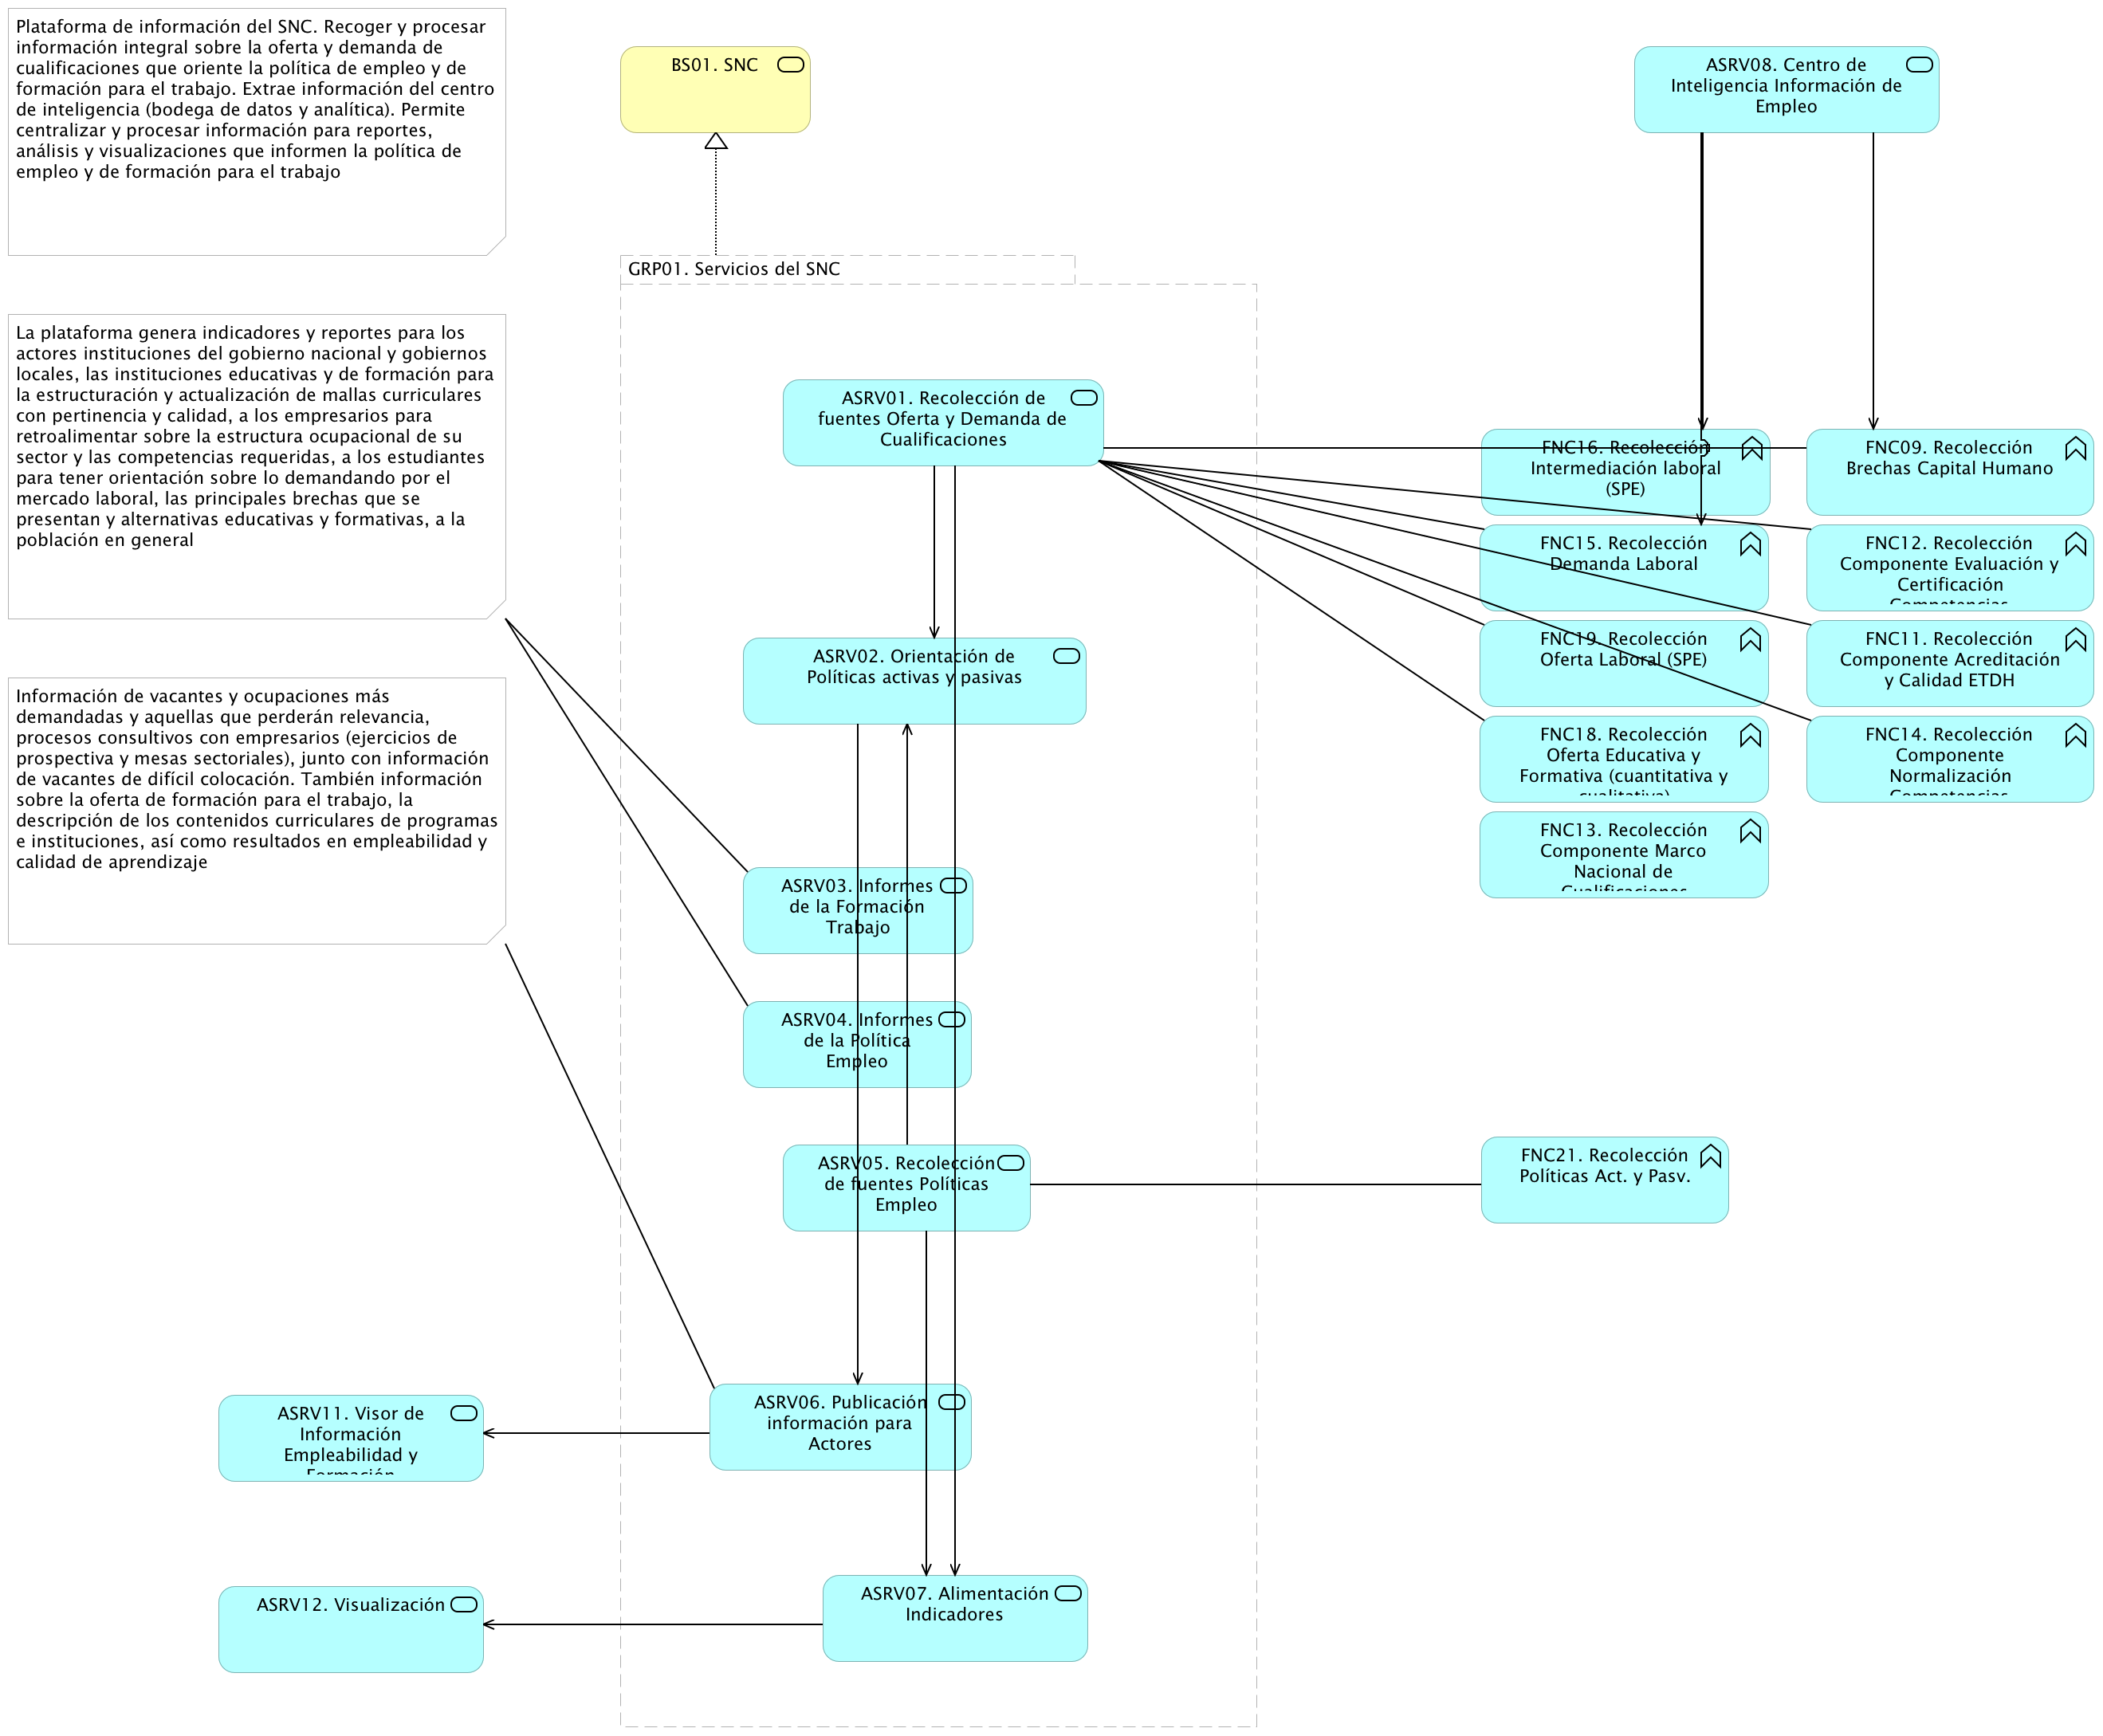 Plataforma de información del SNC. Recoger y procesar
información integral sobre la oferta y demanda de
cualificaciones que oriente la política de empleo y de
formación para el trabajo. Extrae información del centro
de inteligencia (bodega de datos y analítica). Permite
centralizar y procesar información para reportes,
análisis y visualizaciones que informen la política de
empleo y de formación para el trabajo
BS01. SNC
ASRV08. Centro de
Inteligencia Información de
Empleo
GRP01. Servicios del SNC
La plataforma genera indicadores y reportes para los
actores instituciones del gobierno nacional y gobiernos
locales, las instituciones educativas y de formación para
la estructuración y actualización de mallas curriculares
con pertinencia y calidad, a los empresarios para
retroalimentar sobre la estructura ocupacional de su
sector y las competencias requeridas, a los estudiantes
para tener orientación sobre lo demandando por el
mercado laboral, las principales brechas que se
presentan y alternativas educativas y formativas, a la
población en general
ASRV01. Recolección de
fuentes Oferta y Demanda de
Cualificaciones
FNC16. Recolección
Intermediación laboral
(SPE)
FNC09. Recolección
Brechas Capital Humano
FNC15. Recolección
Demanda Laboral
FNC12. Recolección
Componente Evaluación y
Certificación
Competencias
FNC19. Recolección
Oferta Laboral (SPE)
FNC11. Recolección
Componente Acreditación
y Calidad ETDH
FNC18. Recolección
Oferta Educativa y
Formativa (cuantitativa y
cualitativa)
FNC14. Recolección
Componente
Normalización
Competencias
FNC13. Recolección
Componente Marco
Nacional de
Cualificaciones
ASRV02. Orientación de
Políticas activas y pasivas
Información de vacantes y ocupaciones más
demandadas y aquellas que perderán relevancia,
procesos consultivos con empresarios (ejercicios de
prospectiva y mesas sectoriales), junto con información
de vacantes de difícil colocación. También información
sobre la oferta de formación para el trabajo, la
descripción de los contenidos curriculares de programas
e instituciones, así como resultados en empleabilidad y
calidad de aprendizaje
ASRV03. Informes
de la Formación
Trabajo
ASRV04. Informes
de la Política
Empleo
ASRV05. Recolección
de fuentes Políticas
Empleo
FNC21. Recolección
Políticas Act. y Pasv.
ASRV06. Publicación
información para
Actores
ASRV11. Visor de
Información
Empleabilidad y
Formación
ASRV07. Alimentación
Indicadores
ASRV12. Visualización